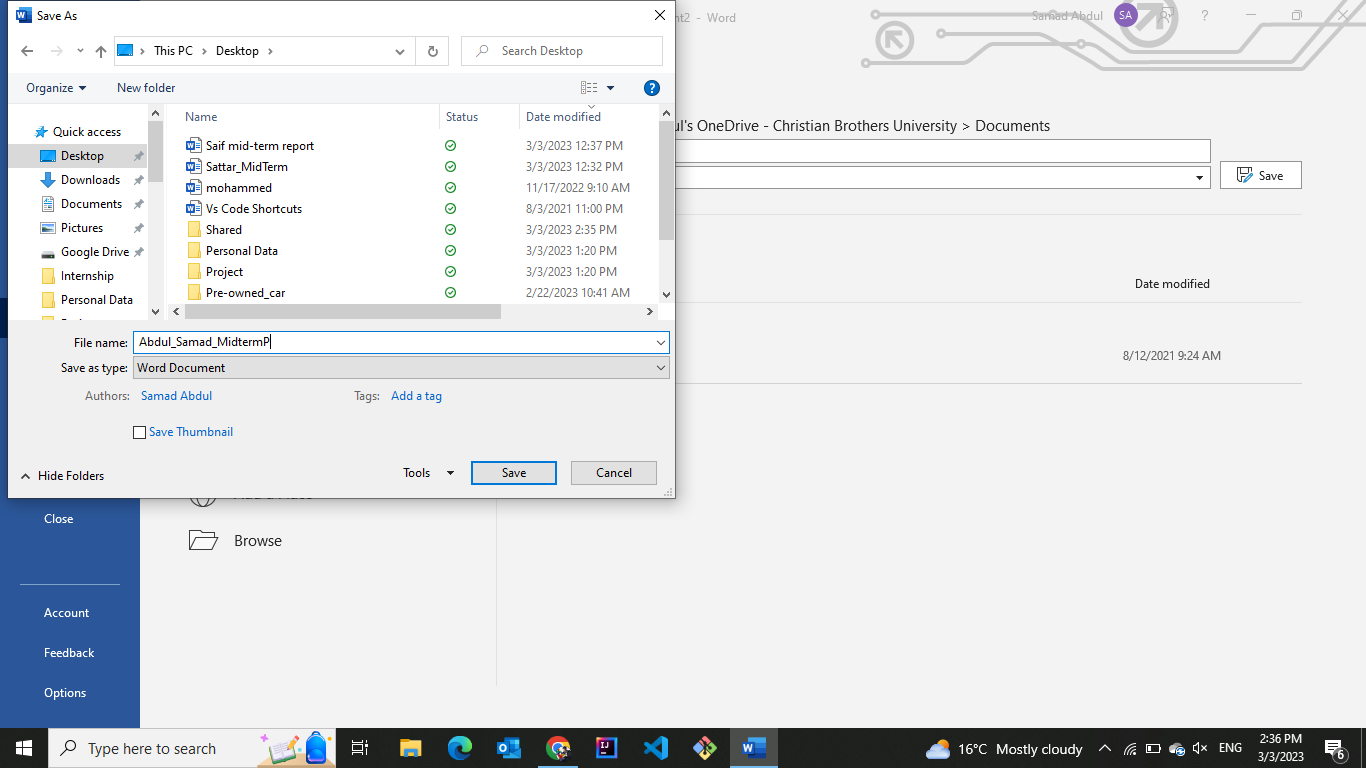 Save As
nt2 - Word
Samad Abdul
SA
?
This PC
Desktop
Search Desktop
Organize
New folder
?
Name
Status
Date modified
Quick access
Desktop
Downloads
Documents
Pictures
Google Drive
Internship
Personal Data
Saif mid-term report 3/3/2023 12:37 PM
Sattar_MidTerm 3/3/2023 12:32 PM
mohammed 11/17/2022 9:10 AM
Vs Code Shortcuts 8/3/2021 11:00 PM
Shared 3/3/2023 2:35 PM
Personal Data 3/3/2023 1:20 PM
Project 3/3/2023 1:20 PM
Pre-owned_car 2/22/2023 10:41 AM
File name: Abdul_Samad_MidtermP
Save as type: Word Document
Authors: Samad Abdul
Tags: Add a tag
Save Thumbnail
Hide Folders
Tools
Save
Cancel
ul's OneDrive - Christian Brothers University > Documents
Save
Date modified
8/12/2021 9:24 AM
Browse
Close
Account
Feedback
Options
Type here to search
16°C Mostly cloudy
ENG
2:36 PM
3/3/2023
6